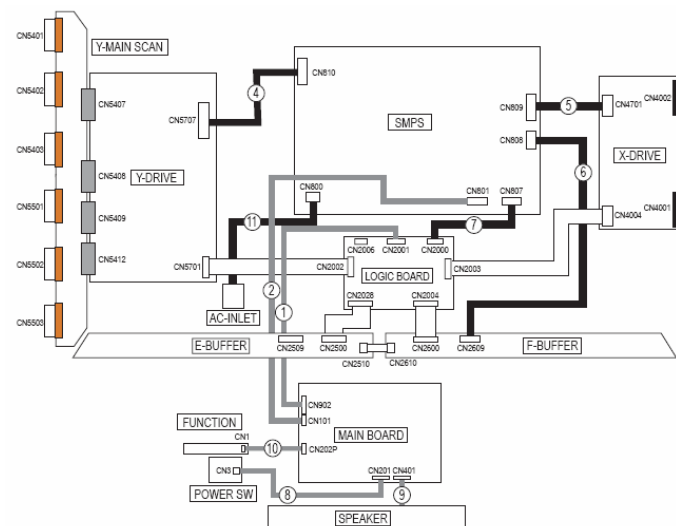 CN5401
Y-MAIN SCAN
CN810
CN5402
CN5407
4
CN809
5
CN4701
CN4002
CN5707
SMPS
CN808
CN5403
6
X-DRIVE
CN5408
Y-DRIVE
CN800
CN801
CN807
CN5501
CN5409
11
7
CN4004
CN4001
CN2006
CN2001
CN2000
CN5502
CN5412
CN5701
CN2002
LOGIC BOARD
CN2003
2
CN2028
CN2004
CN5503
AC-INLET
1
E-BUFFER
CN2509
CN2500
CN2510
CN2610
CN2600
CN2609
F-BUFFER
CN902
CN101
FUNCTION
MAIN BOARD
CN1
10
CN202P
CN3
CN201
CN401
POWER SW
8
9
SPEAKER